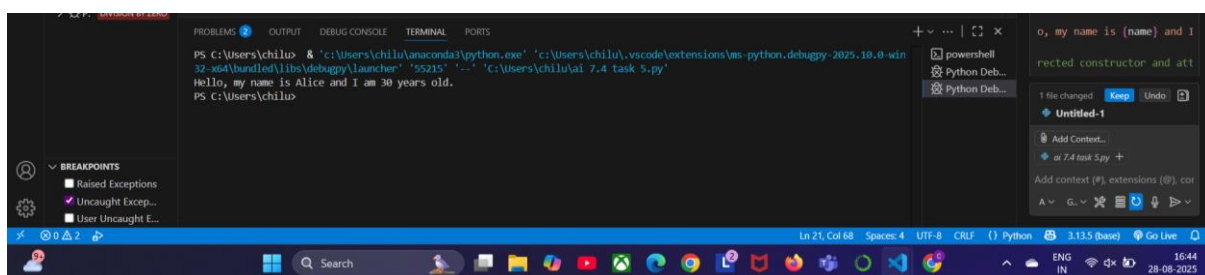 DIVISION BY ZERO
PROBLEMS 2 OUTPUT DEBUG CONSOLE TERMINAL PORTS
PS C:\Users\chilu> & 'c:\Users\chilu\anaconda3\python.exe' 'c:\Users\chilu\.vscode\extensions\ms-python.debugpy-2025.10.0-win
32-x64\bundled\libs\debugpy\launcher' '55215' '--' 'C:\Users\chilu\ai 7.4 task 5.py'
Hello, my name is Alice and I am 30 years old.
PS C:\Users\chilu>
powershell
Python Deb...
Python Deb...
o, my name is {name} and I
rected constructor and att
1 file changed Keep Undo
Untitled-1
Add Context...
ai 7.4 task 5.py +
Add context (#), extensions (@), cor
A G..
BREAKPOINTS
Raised Exceptions
Uncaught Excep...
User Uncaught E...
0 2
Ln 21, Col 68 Spaces: 4 UTF-8 CRLF {} Python 3.13.5 (base) Go Live
9+
Search
ENG
IN
16:44
28-08-2025